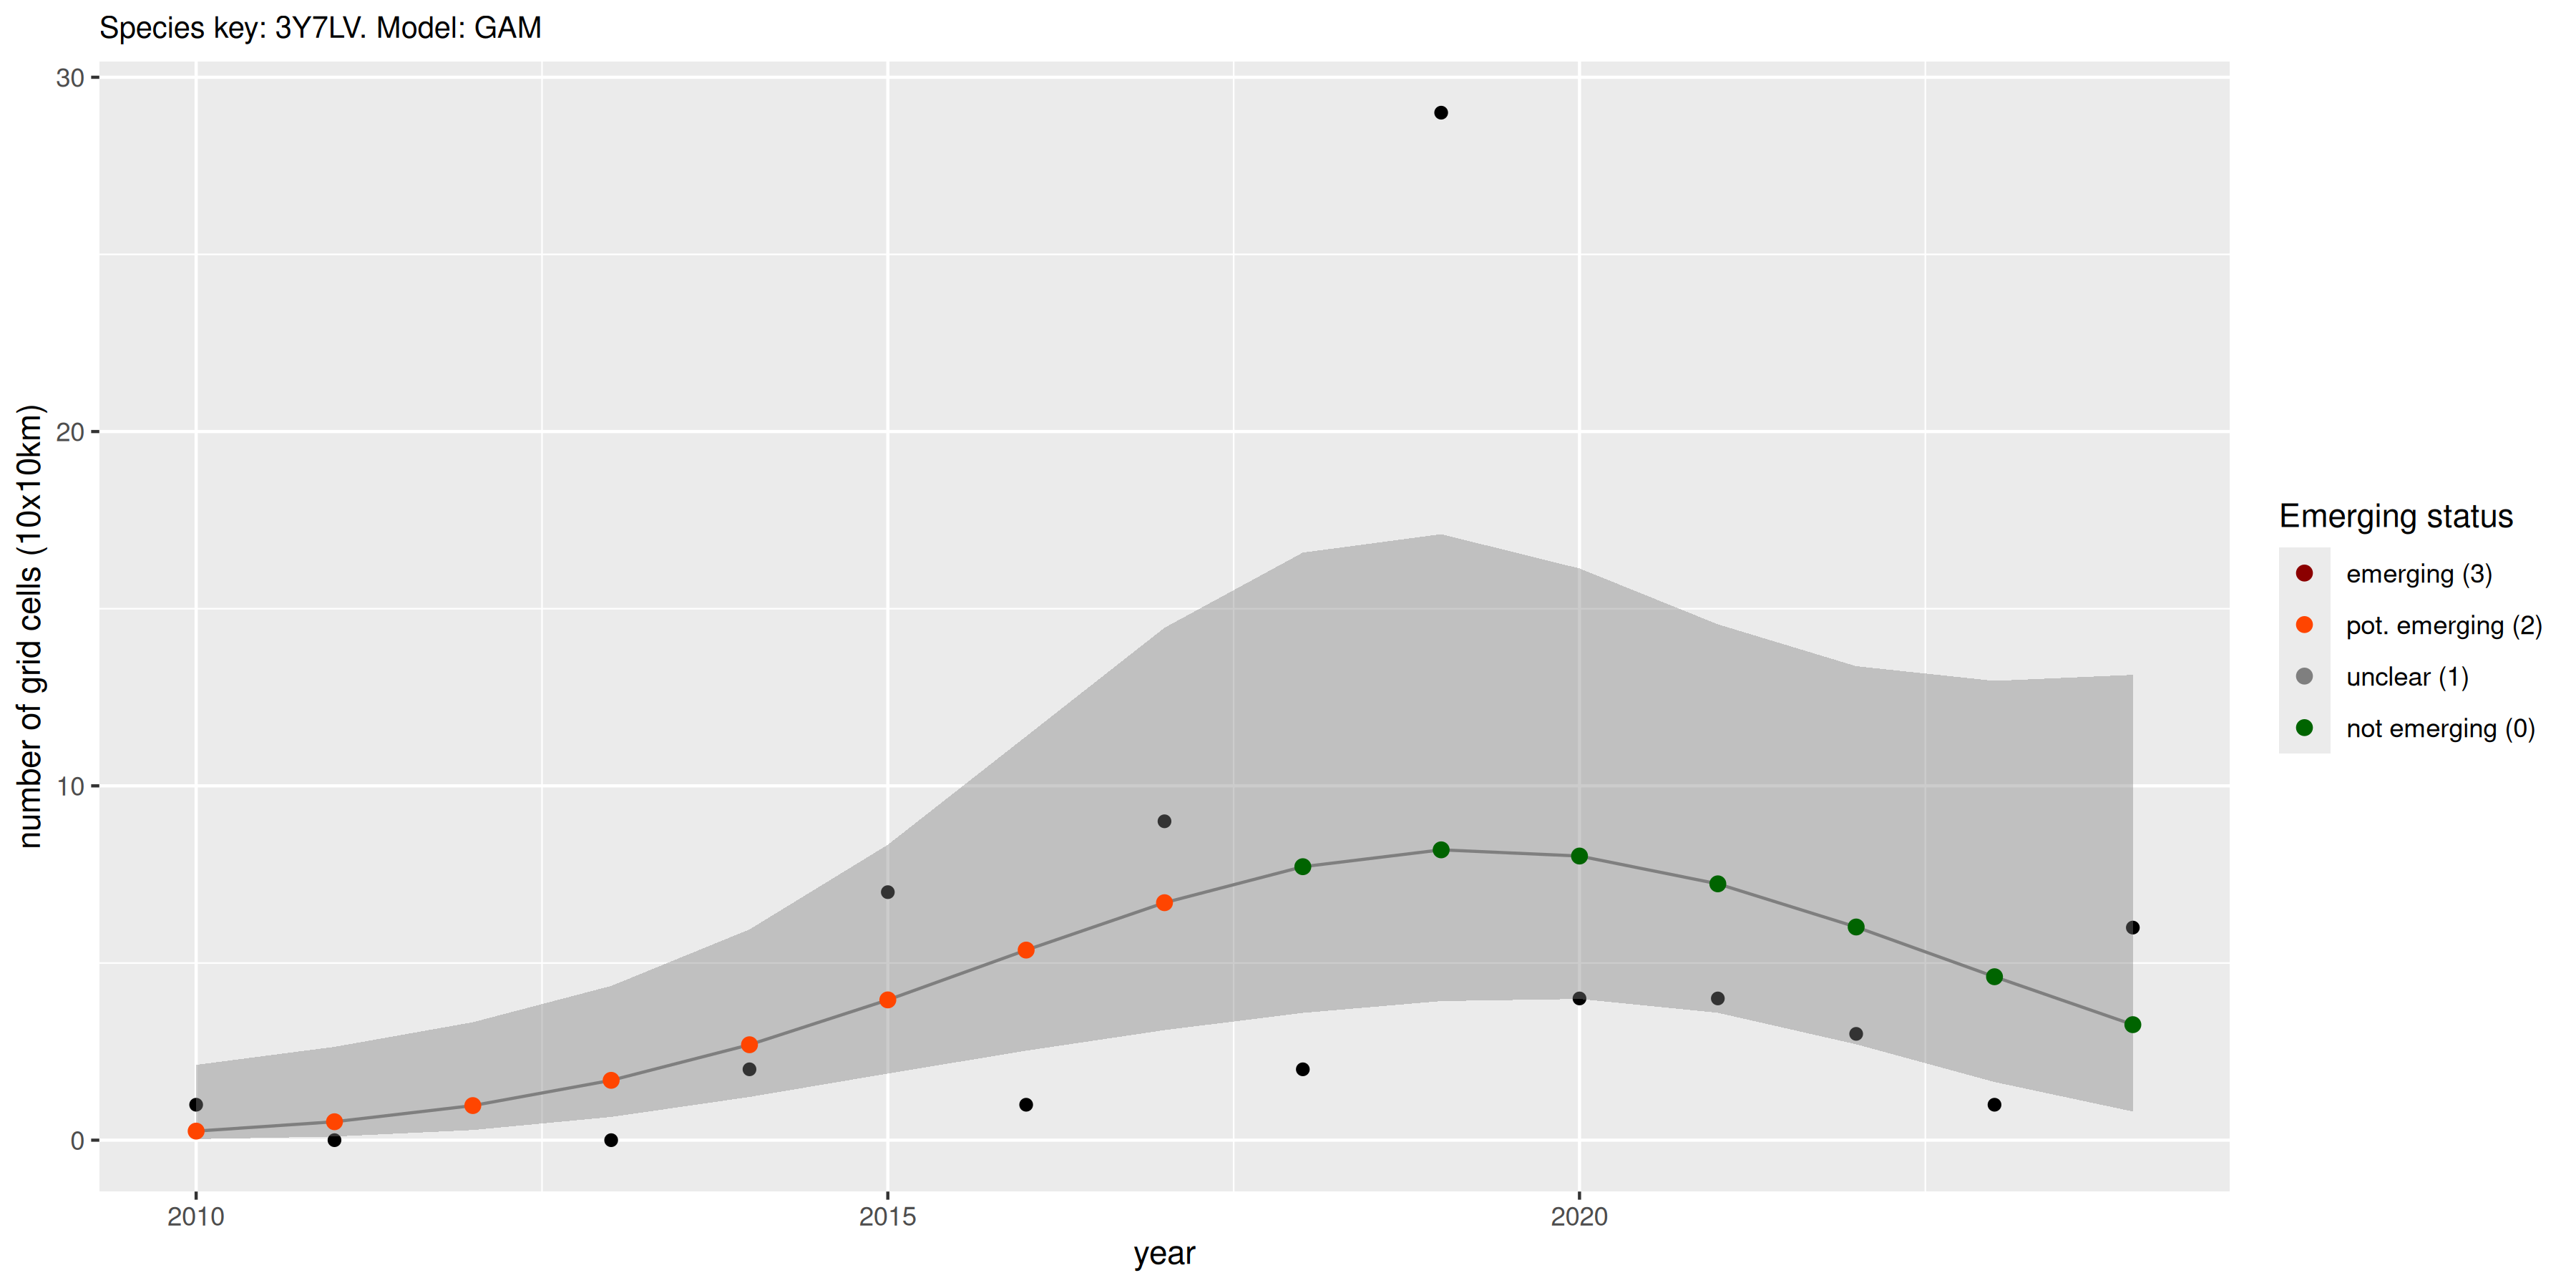 Species key: 3Y7LV. Model: GAM
30
20
10
0
number of grid cells (10x10km)
2010
2015
2020
year
Emerging status
emerging (3)
pot. emerging (2)
unclear (1)
not emerging (0)